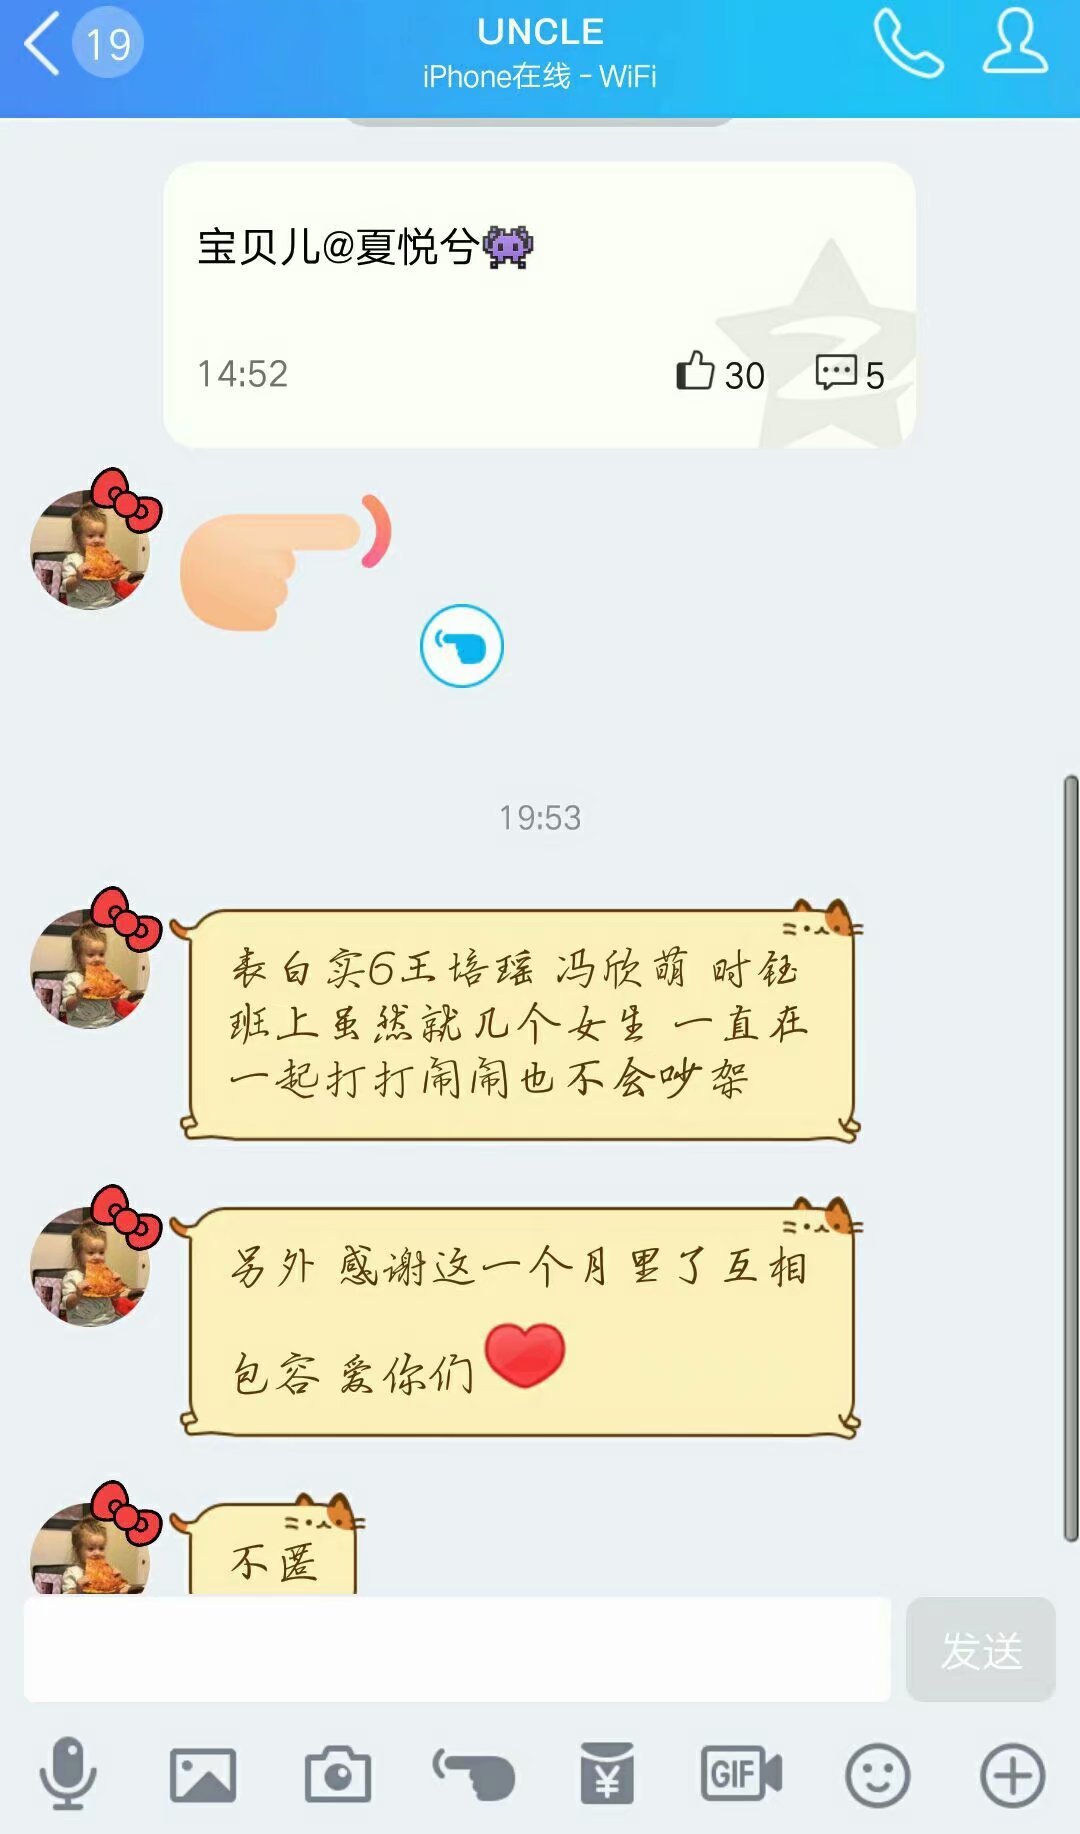 19
UNCLE
iPhone在线 - WiFi
宝贝儿@夏悦兮
14:52
30
5
19:53
表白实6王培瑶 冯欣萌 时钰
班上虽然就几个女生 一直在
一起打打闹闹也不会吵架
另外 感谢这一个月里了互相
包容 爱你们
不匿
发送
GIF